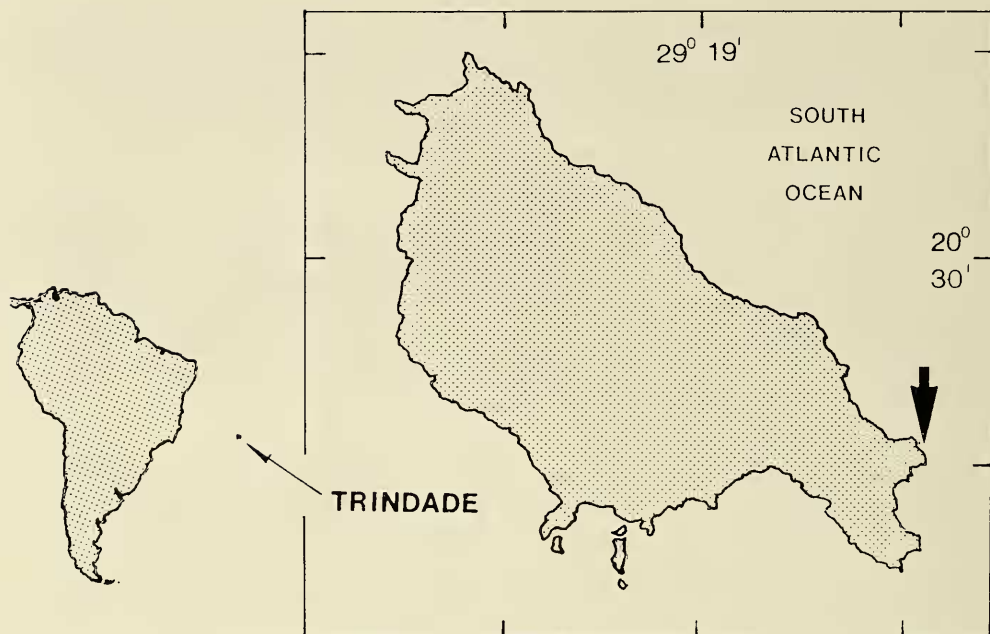 29° 19'
SOUTH
ATLANTIC
OCEAN
20°
30'
TRINDADE